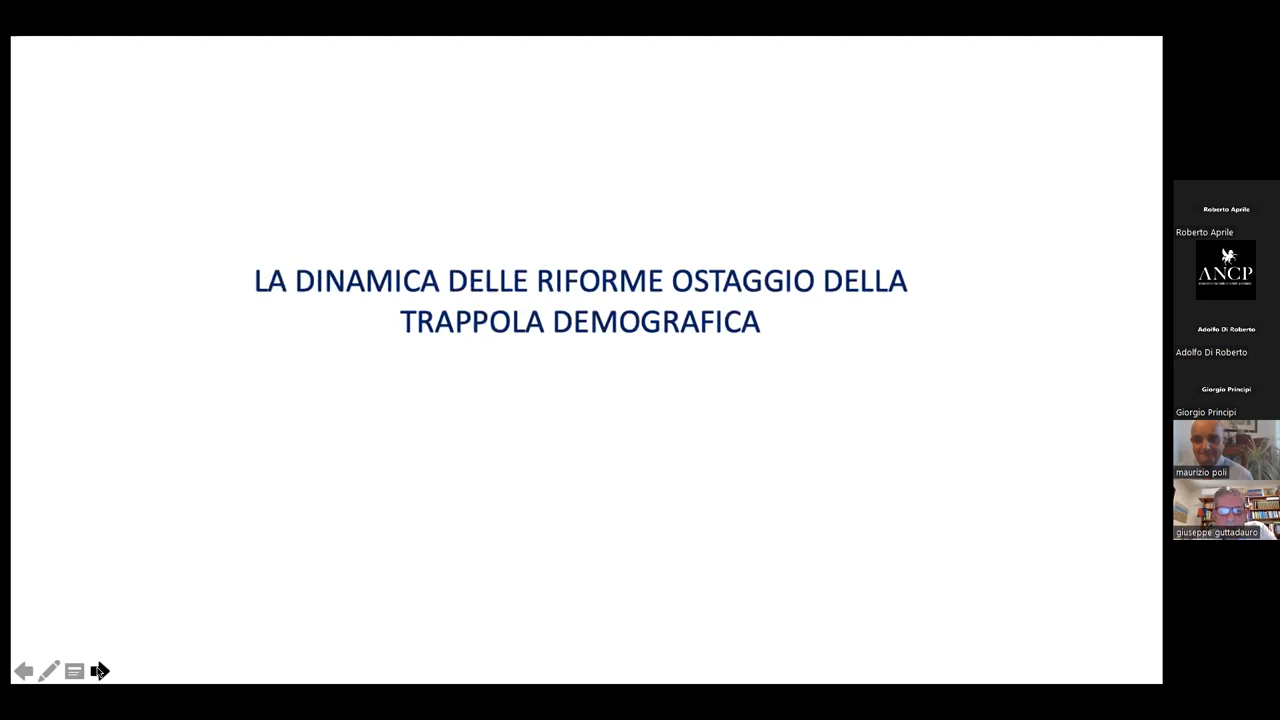 LA DINAMICA DELLE RIFORME OSTAGGIO DELLA
TRAPPOLA DEMOGRAFICA
Roberto Aprile
Roberto Aprile
ANCP
Adolfo Di Roberto
Adolfo Di Roberto
Giorgio Principi
Giorgio Principi
maurizio poli
giuseppe guttadauro